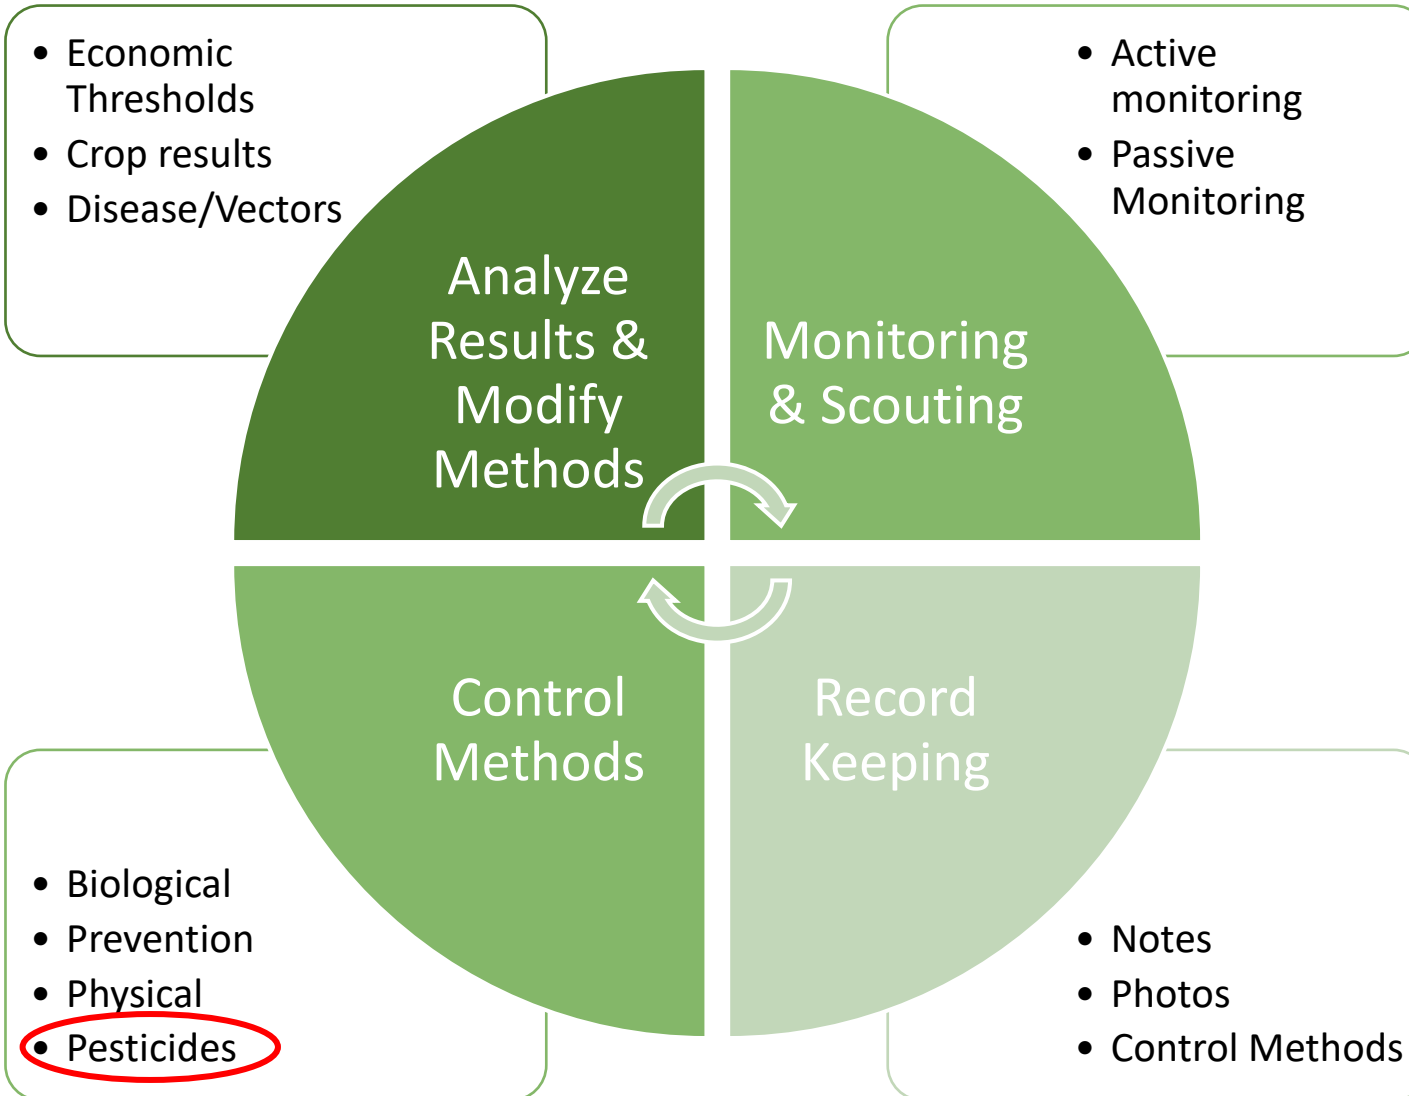 • Economic
Thresholds
• Crop results
• Disease/Vectors
• Active
monitoring
• Passive
Monitoring
Analyze
Results &
Modify
Methods
Monitoring
& Scouting
Control
Methods
Record
Keeping
• Biological
• Prevention
• Physical
• Pesticides
• Notes
• Photos
• Control Methods